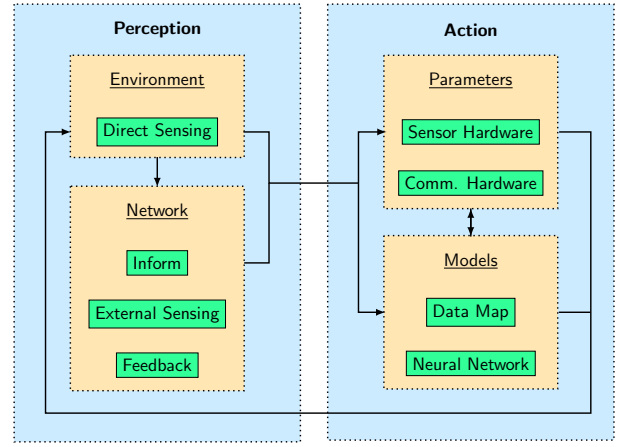 Perception
Environment
Direct Sensing
Network
Inform
External Sensing
Feedback
Action
Parameters
Sensor Hardware
Comm. Hardware
Models
Data Map
Neural Network